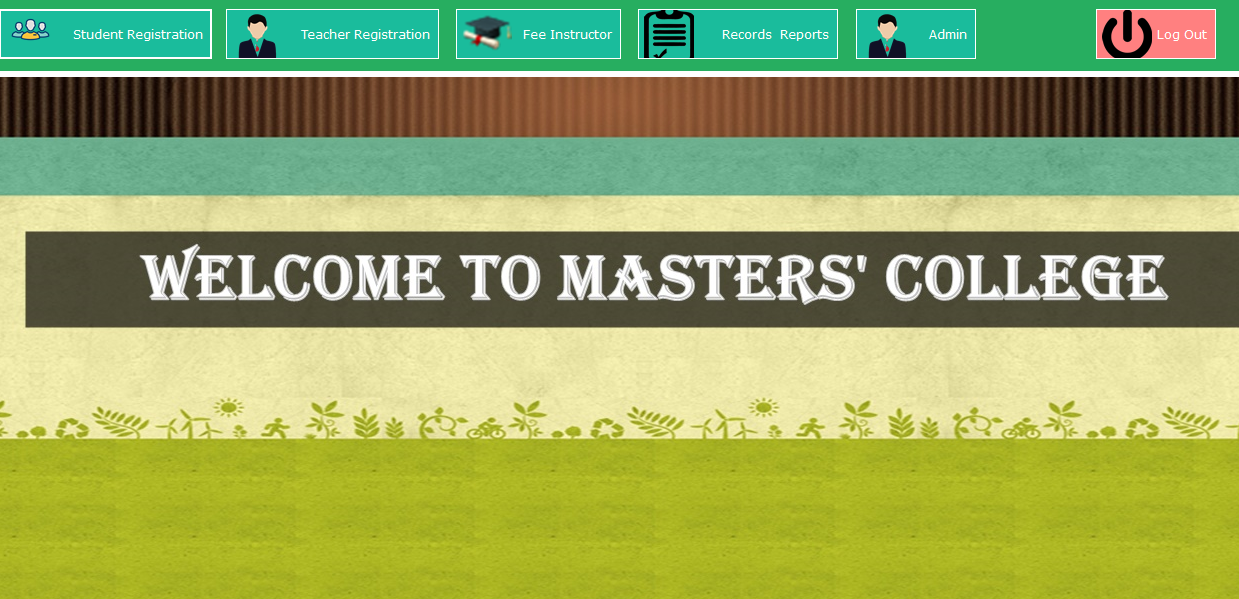 Student Registration
Teacher Registration
Fee Instructor
Records  Reports
Admin
Log Out
WELCOME TO MASTERS' COLLEGE